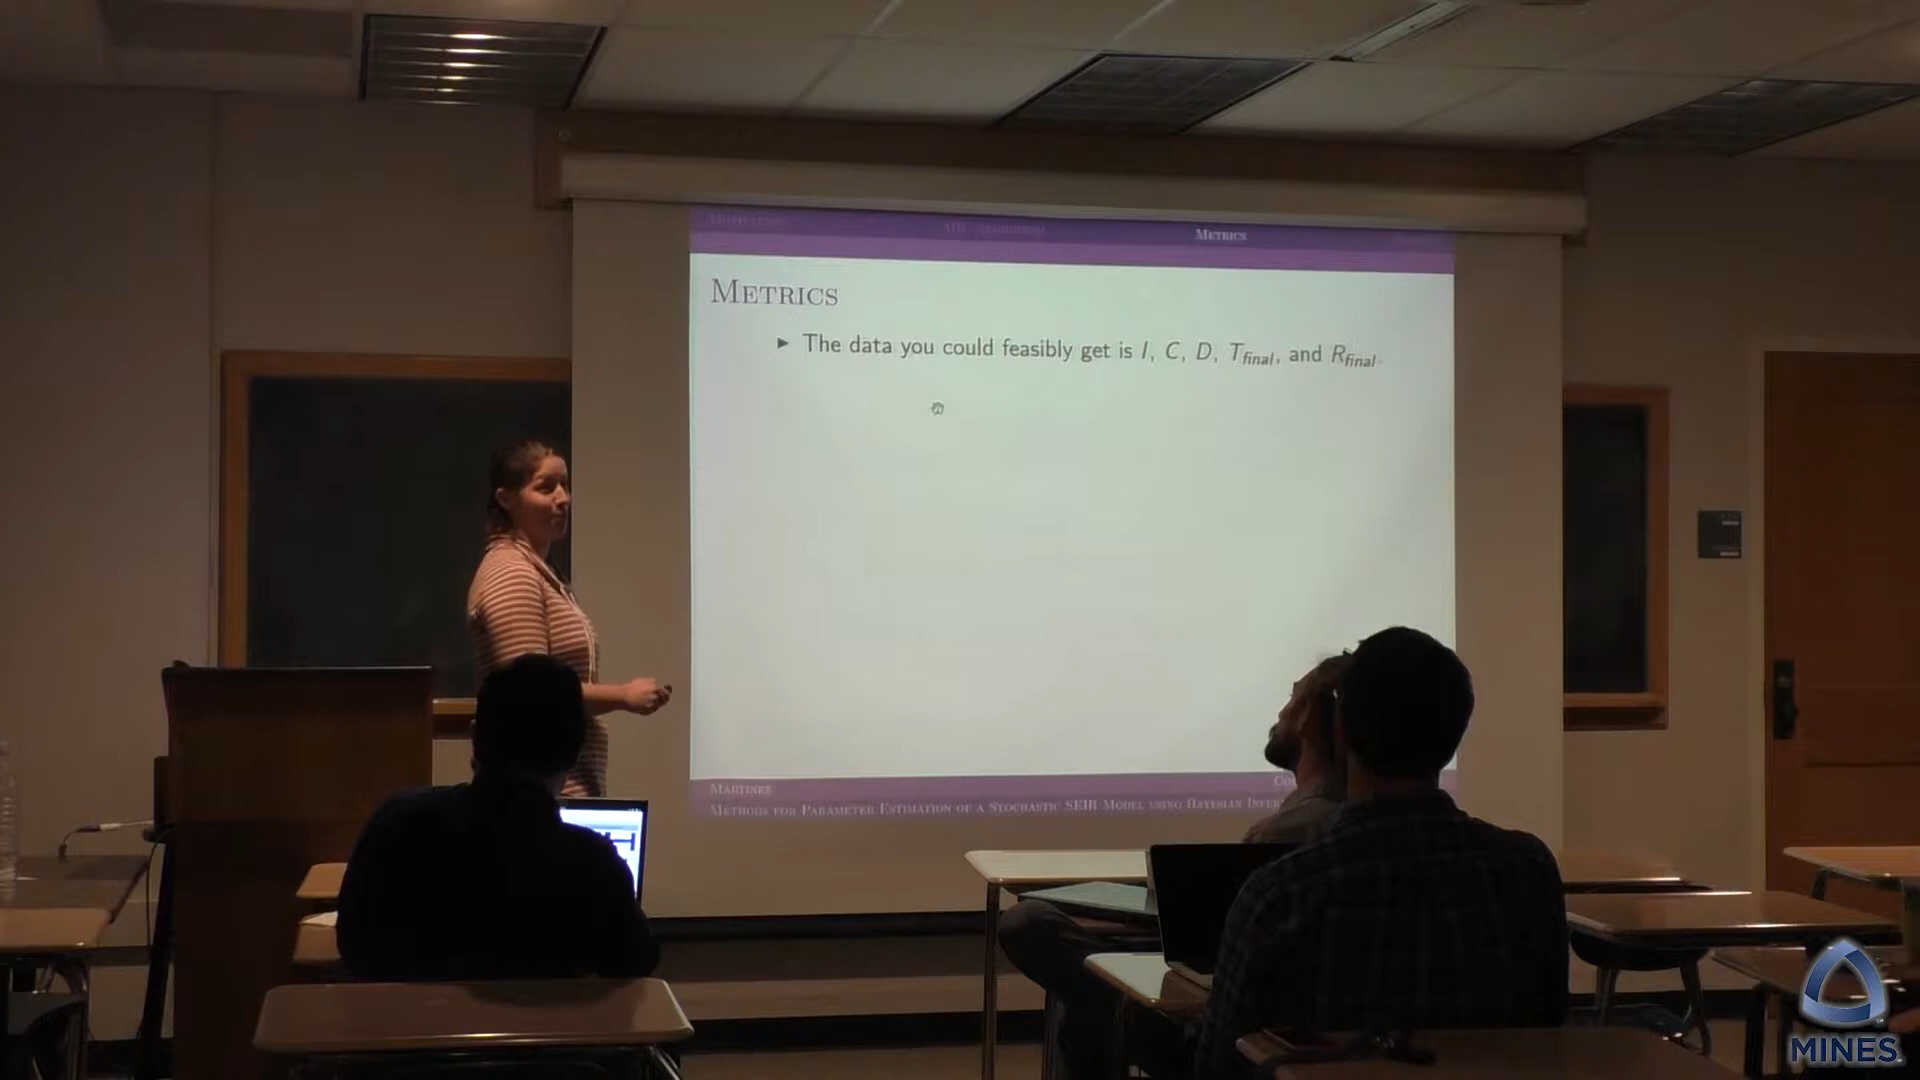 METRICS
METRICS
► The data you could feasibly get is I, C, D, T_final, and R_final.
MARTINEZ
METHODS FOR PARAMETER ESTIMATION OF A STOCHASTIC SEIR MODEL USING BAYESIAN
MINES